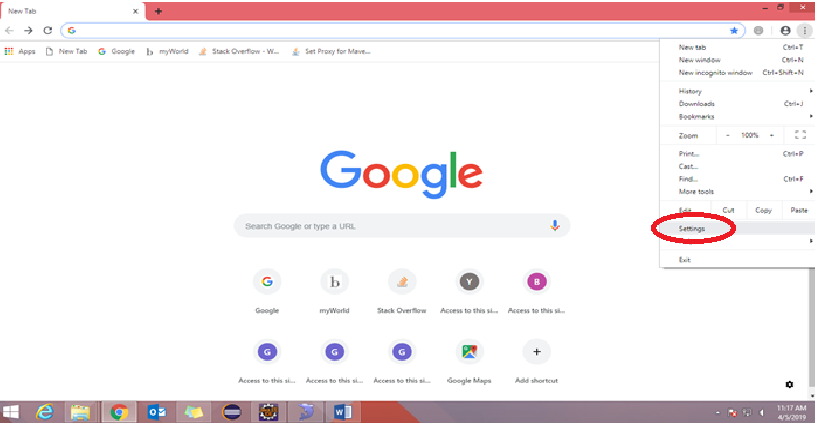 New Tab
Apps New Tab Google myWorld Stack Overflow - W... Set Proxy for Mave...
New tab Ctrl+T
New window Ctrl+N
New incognito window Ctrl+Shift+N
History
Downloads Ctrl+J
Bookmarks
Zoom - 100% +
Print... Ctrl+P
Cast...
Find... Ctrl+F
More tools
Edit Cut Copy Paste
Settings
Exit
Google
Search Google or type a URL
G b Y B
Google myWorld Stack Overflow Access to this si... Access to this si...
G G G
Access to this si... Access to this si... Access to this si... Google Maps Add shortcut
11:17 AM
4/5/2019